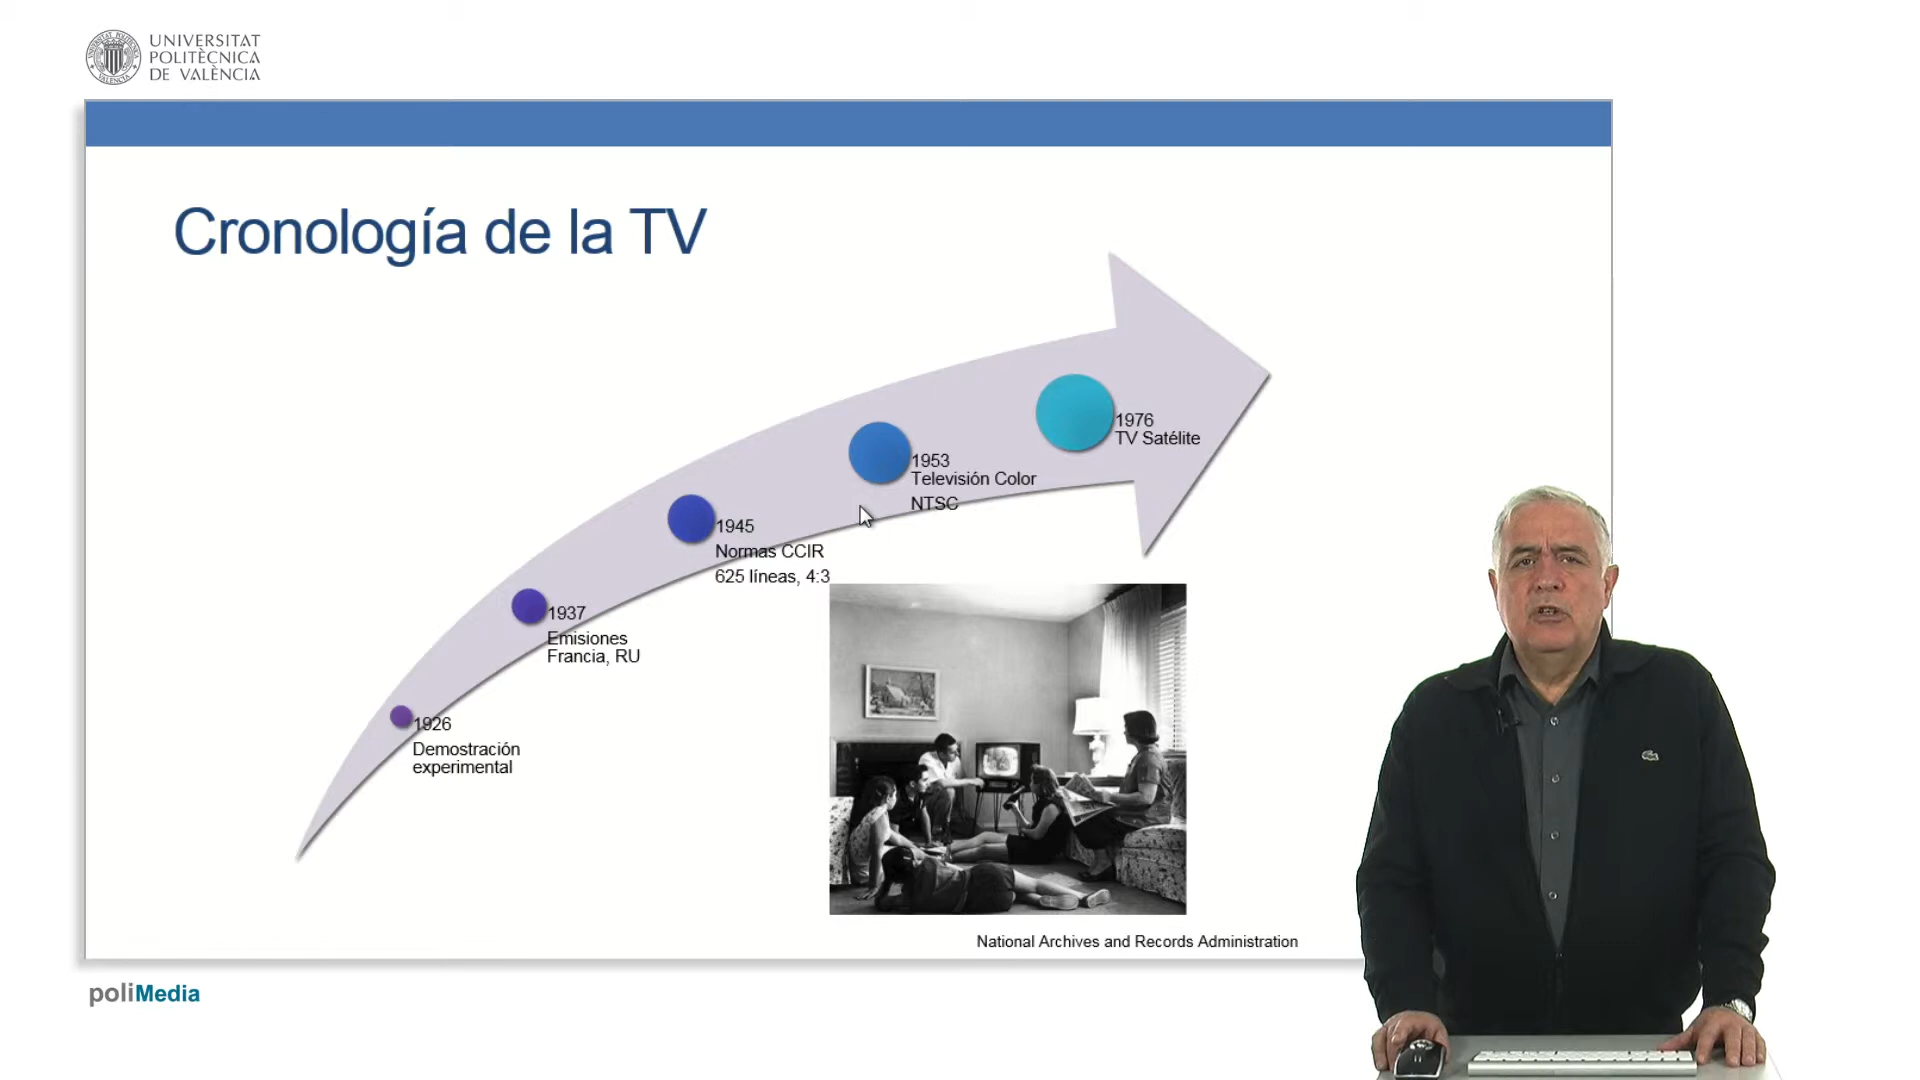 UNIVERSITAT
POLITÈCNICA
DE VALÈNCIA
Cronología de la TV
1976
TV Satélite
1953
Televisión Color
NTSC
1945
Normas CCIR
625 líneas, 4:3
1937
Emisiones
Francia, RU
1926
Demostración
experimental
National Archives and Records Administration
poliMedia